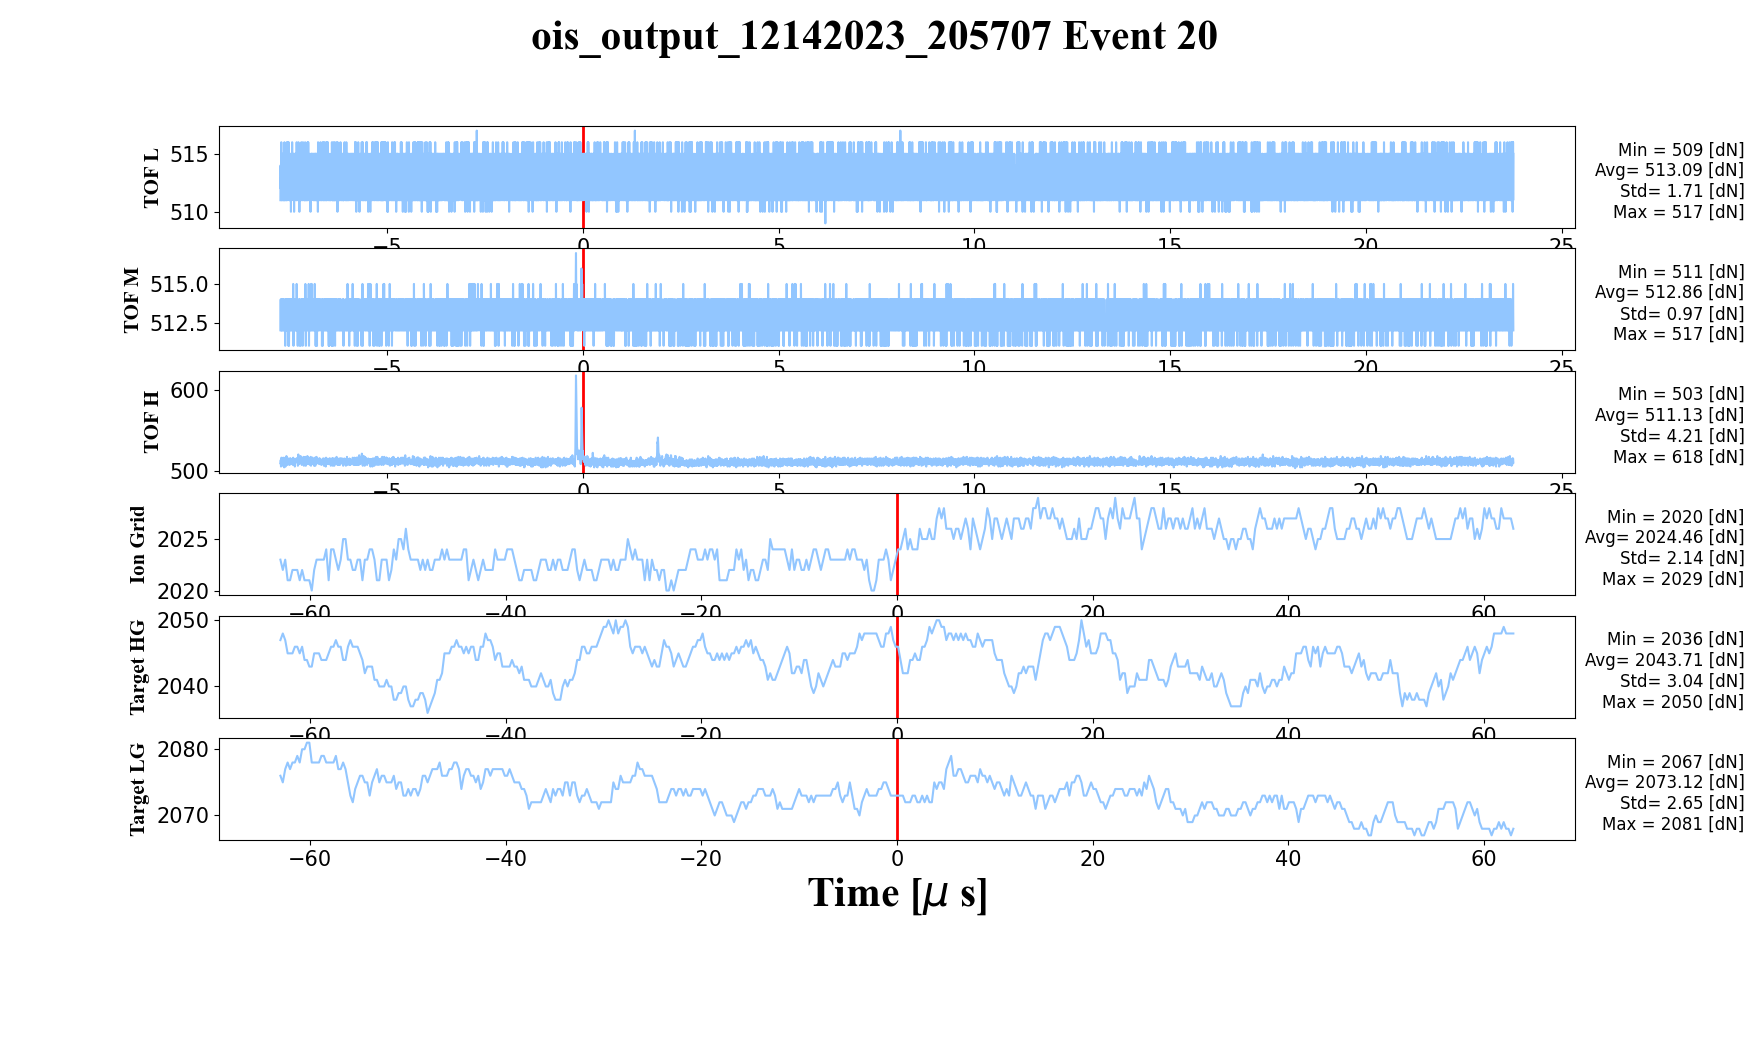 ois_output_12142023_205707 Event 20
TOF L
515
510
−5
0
5
10
15
20
25
Min = 509 [dN]
Avg= 513.09 [dN]
Std= 1.71 [dN]
Max = 517 [dN]
TOF M
515.0
512.5
−5
0
5
10
15
20
25
Min = 511 [dN]
Avg= 512.86 [dN]
Std= 0.97 [dN]
Max = 517 [dN]
TOF H
600
500
−5
0
5
10
15
20
25
Min = 503 [dN]
Avg= 511.13 [dN]
Std= 4.21 [dN]
Max = 618 [dN]
Ion Grid
2025
2020
−60
−40
−20
0
20
40
60
Min = 2020 [dN]
Avg= 2024.46 [dN]
Std= 2.14 [dN]
Max = 2029 [dN]
Target HG
2050
2040
−60
−40
−20
0
20
40
60
Min = 2036 [dN]
Avg= 2043.71 [dN]
Std= 3.04 [dN]
Max = 2050 [dN]
Target LG
2080
2070
−60
−40
−20
0
20
40
60
Min = 2067 [dN]
Avg= 2073.12 [dN]
Std= 2.65 [dN]
Max = 2081 [dN]
Time [μ s]